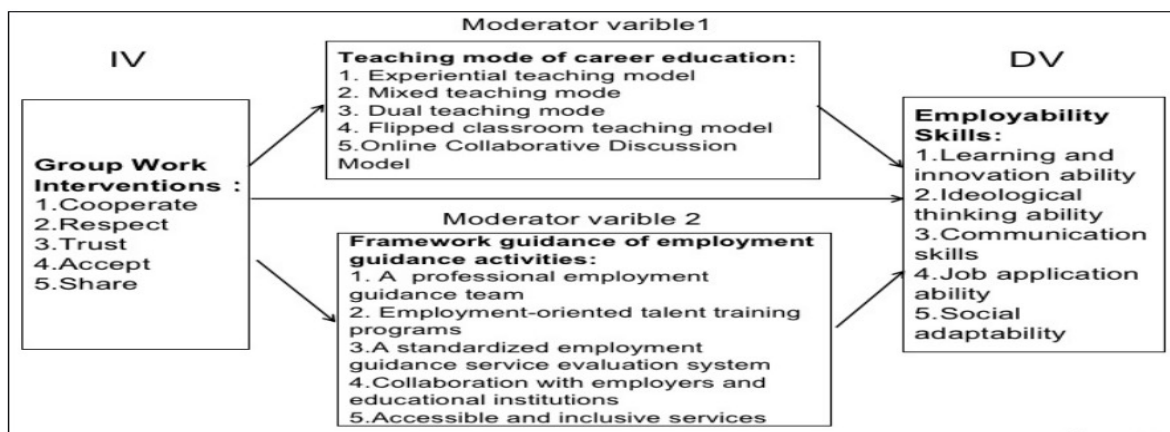 Moderator varible1
IV
Teaching mode of career education:
1. Experiential teaching model
2. Mixed teaching mode
3. Dual teaching mode
4. Flipped classroom teaching model
5.Online Collaborative Discussion
Model
DV
Group Work
Interventions :
1.Cooperate
2.Respect
3.Trust
4.Accept
5.Share
Moderator varible 2
Framework guidance of employment
guidance activities:
1. A professional employment
guidance team
2. Employment-oriented talent training
programs
3.A standardized employment
guidance service evaluation system
4.Collaboration with employers and
educational institutions
5.Accessible and inclusive services
Employability
Skills:
1.Learning and
innovation ability
2.Ideological
thinking ability
3.Communication
skills
4.Job application
ability
5.Social
adaptability